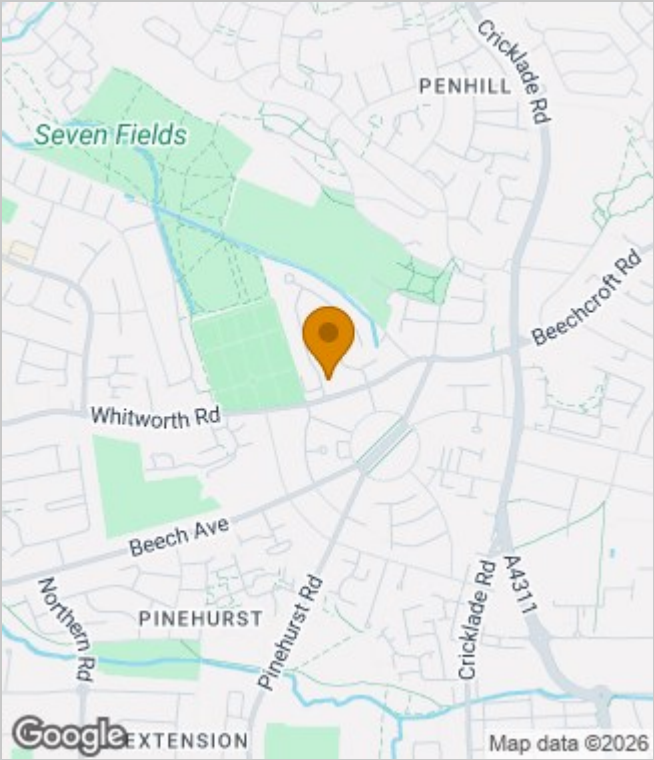 Cricklade Rd
PENHILL
Seven Fields
Beechcroft Rd
Whitworth Rd
Beech Ave
A4311
Northern Rd
Pinehurst Rd
Cricklade Rd
PINEHURST
Google
EXTENSION
Map data ©2026